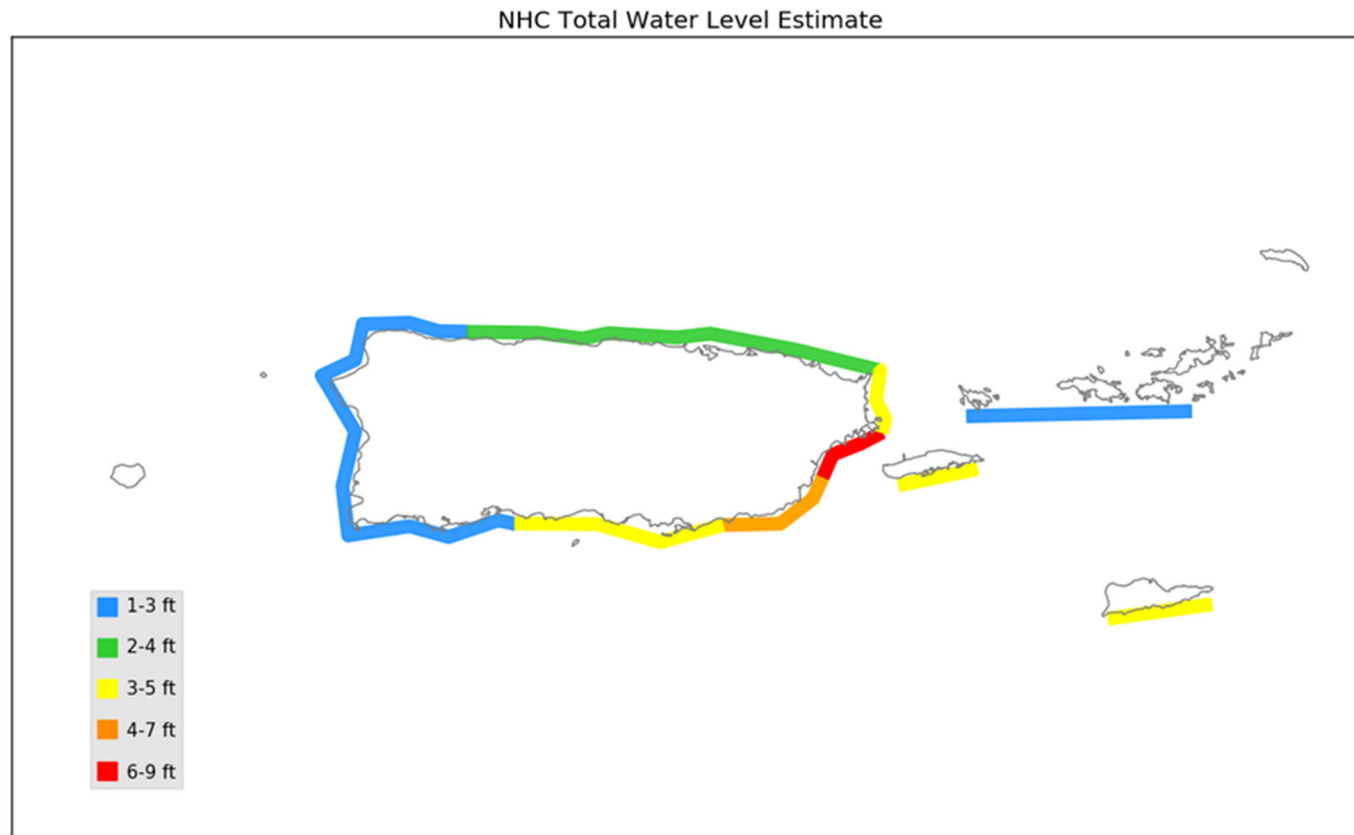 NHC Total Water Level Estimate
1-3 ft
2-4 ft
3-5 ft
4-7 ft
6-9 ft